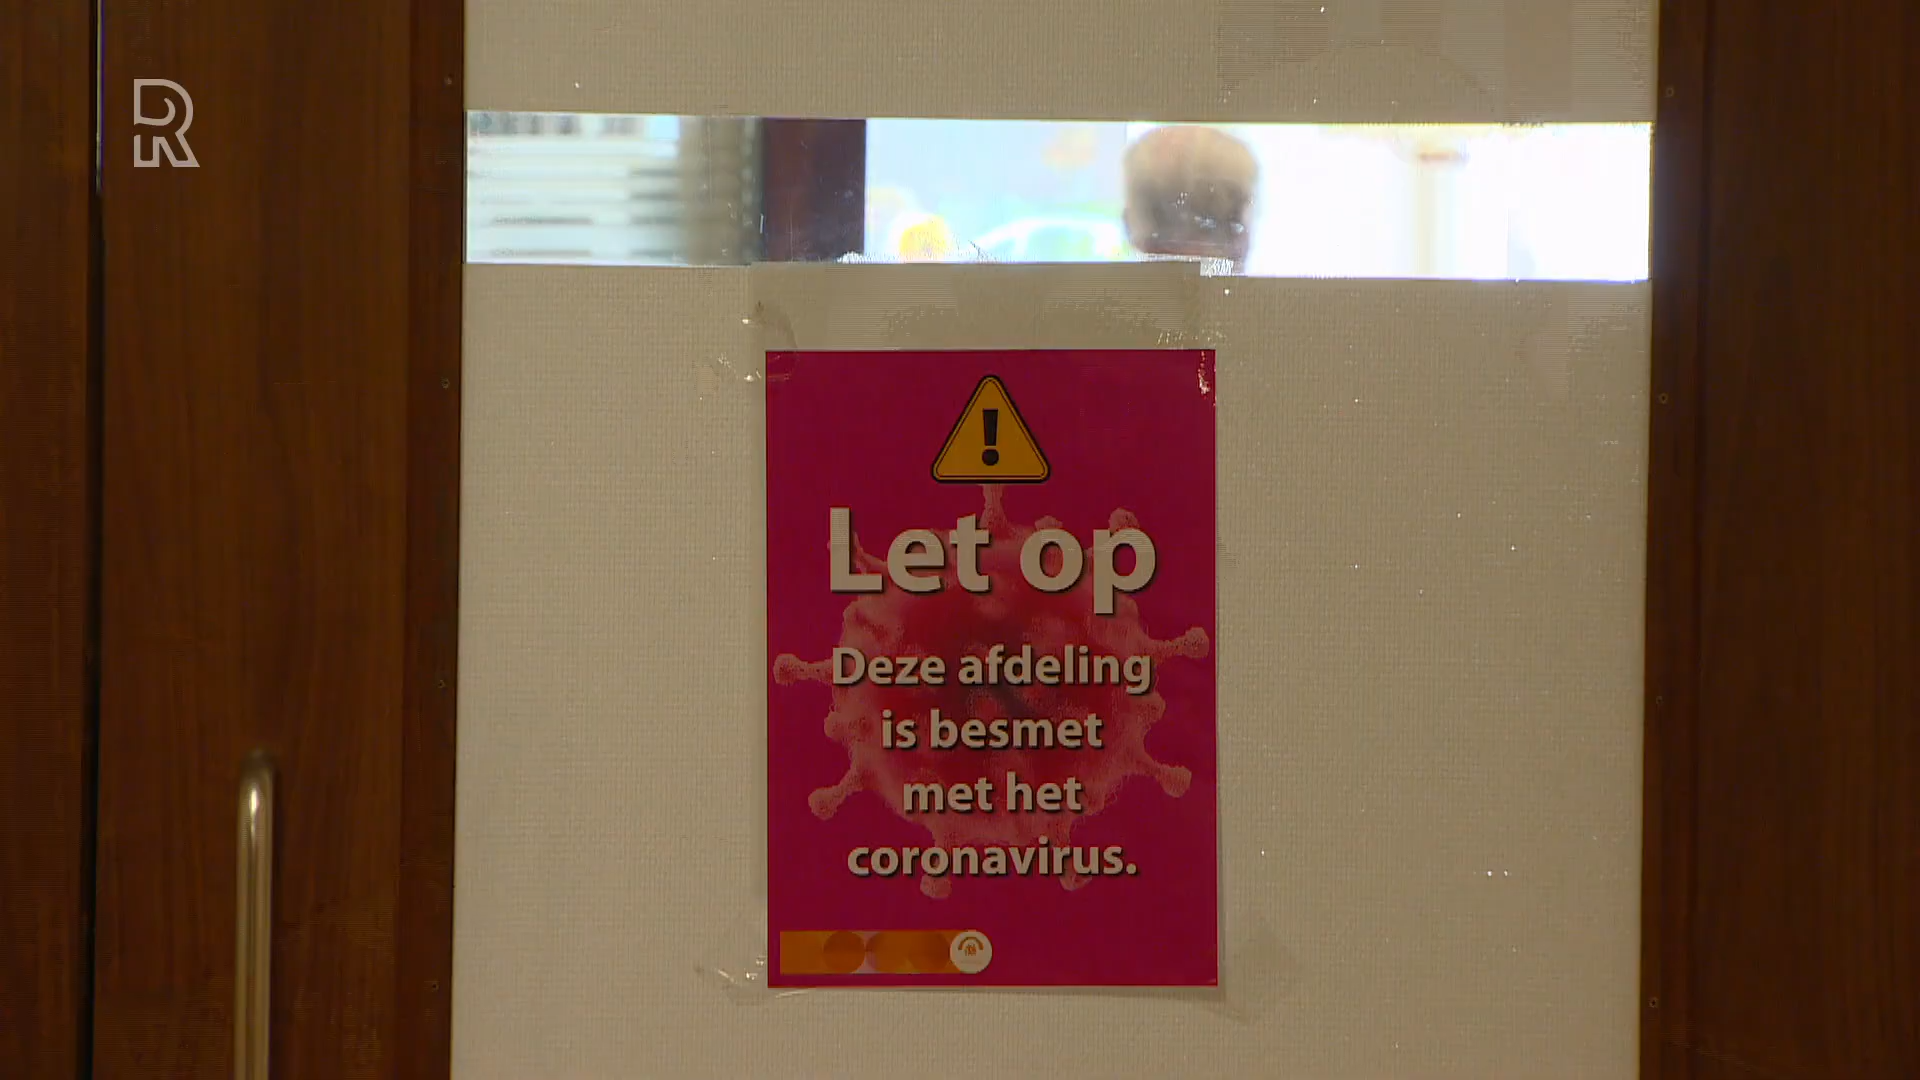 R
Let op
Deze afdeling
is besmet
met het
coronavirus.